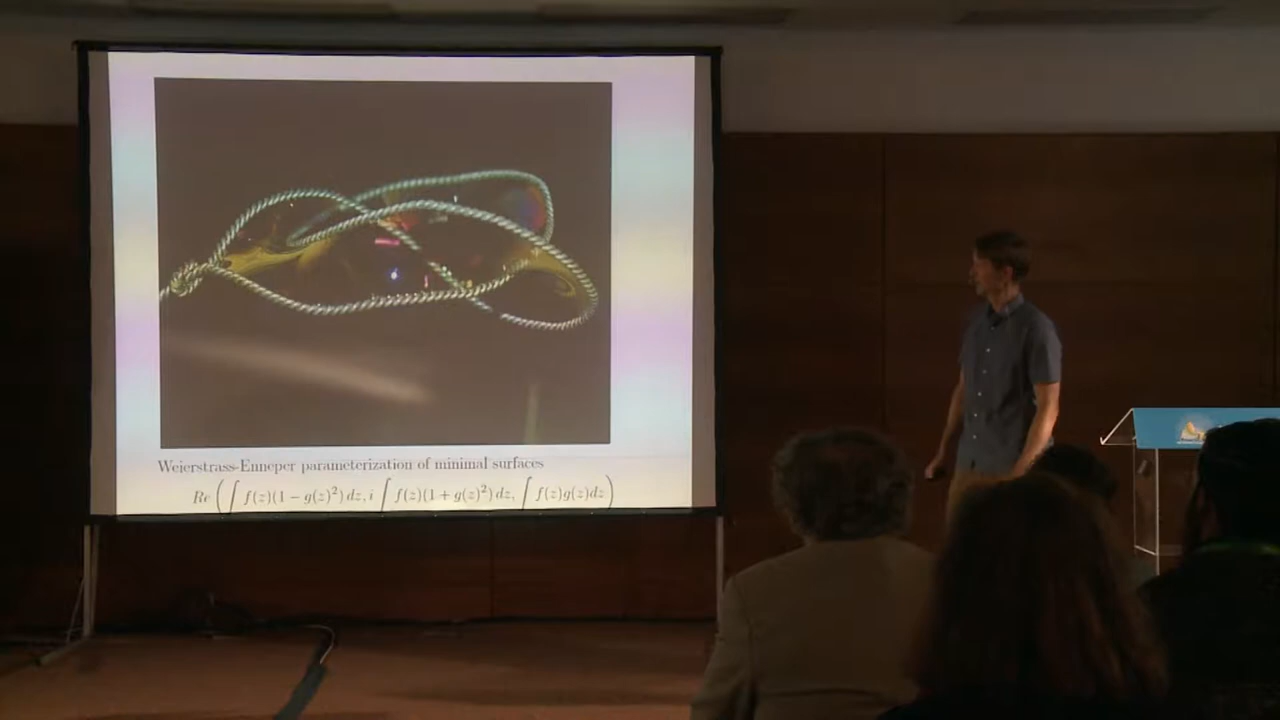 Weierstrass-Enneper parameterization of minimal surfaces
Re(∫ f(z)(1 − g(z)²) dz, i ∫ f(z)(1 + g(z)²) dz, ∫ f(z)g(z)dz)